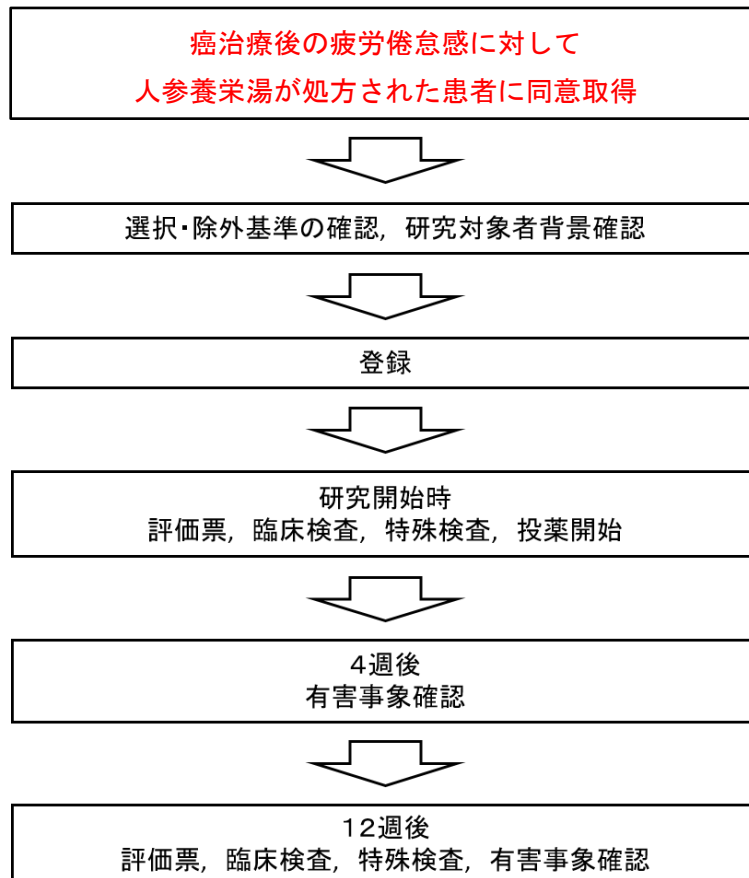 癌治療後の疲労倦怠感に対して
人参養栄湯が処方された患者に同意取得
選択・除外基準の確認，研究対象者背景確認
登録
研究開始時
評価票，臨床検査，特殊検査，投薬開始
4週後
有害事象確認
12週後
評価票，臨床検査，特殊検査，有害事象確認